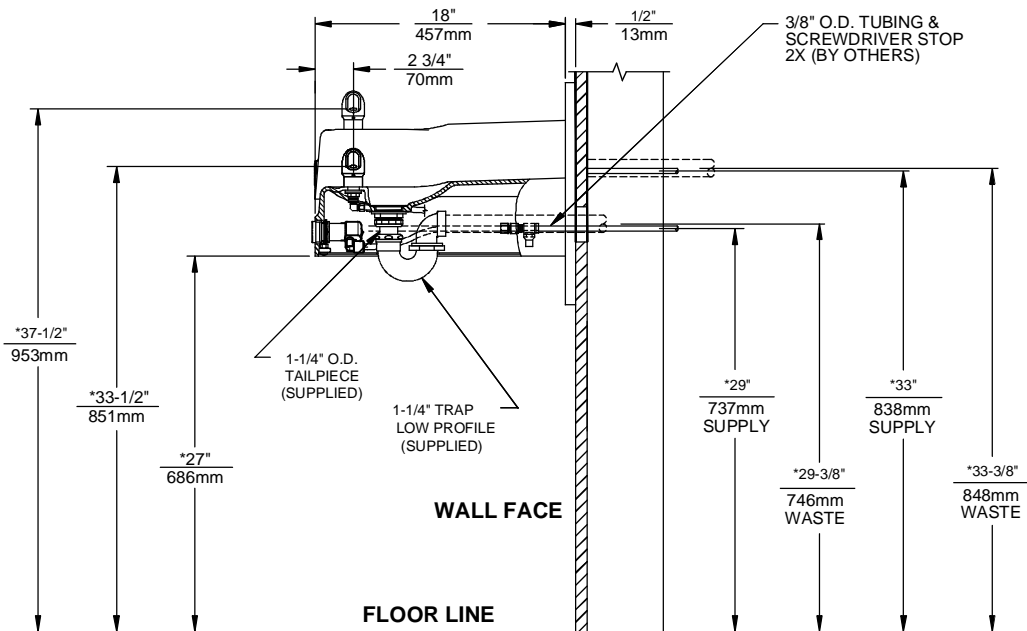 18"
457mm
1/2"
13mm
3/8" O.D. TUBING &
SCREWDRIVER STOP
2X (BY OTHERS)
2 3/4"
70mm
*37-1/2"
953mm
*33-1/2"
851mm
*27"
686mm
1-1/4" O.D.
TAILPIECE
(SUPPLIED)
1-1/4" TRAP
LOW PROFILE
(SUPPLIED)
*29"
737mm
SUPPLY
*33"
838mm
SUPPLY
*29-3/8"
746mm
WASTE
*33-3/8"
848mm
WASTE
WALL FACE
FLOOR LINE